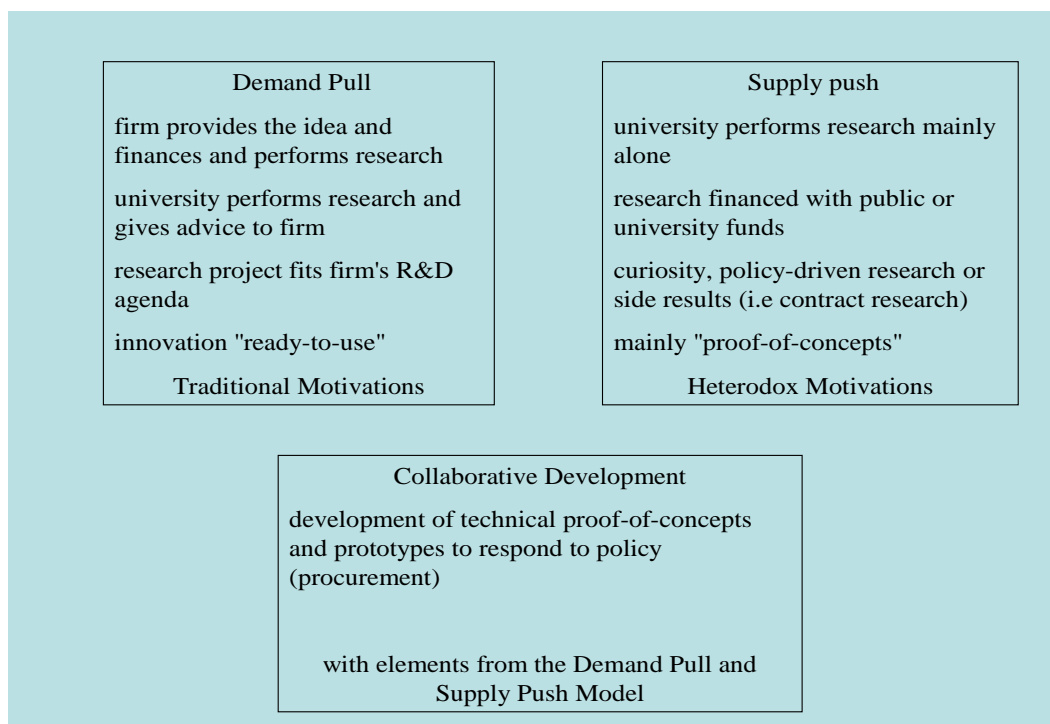 Demand Pull
firm provides the idea and
finances and performs research
university performs research and
gives advice to firm
research project fits firm's R&D
agenda
innovation "ready-to-use"
Traditional Motivations
Supply push
university performs research mainly
alone
research financed with public or
university funds
curiosity, policy-driven research or
side results (i.e contract research)
mainly "proof-of-concepts"
Heterodox Motivations
Collaborative Development
development of technical proof-of-concepts
and prototypes to respond to policy
(procurement)
with elements from the Demand Pull and
Supply Push Model